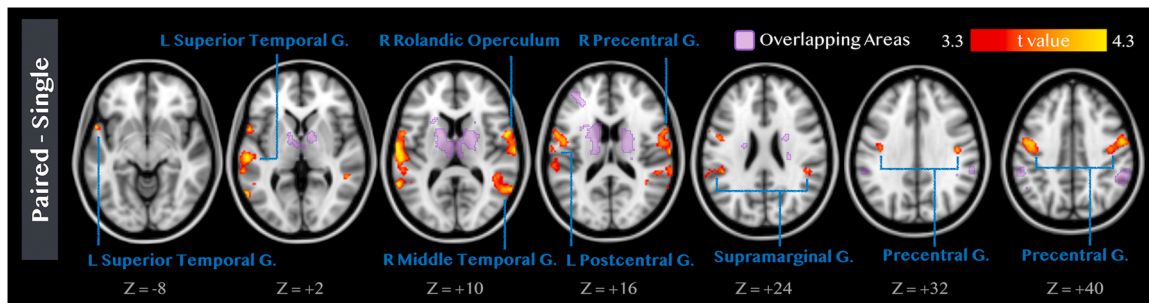 Paired - Single
L Superior Temporal G.
R Rolandic Operculum
R Precentral G.
Overlapping Areas
3.3 t value 4.3
L Superior Temporal G.
R Middle Temporal G.
L Postcentral G.
Supramarginal G.
Precentral G.
Precentral G.
Z = -8
Z = +2
Z = +10
Z = +16
Z = +24
Z = +32
Z = +40